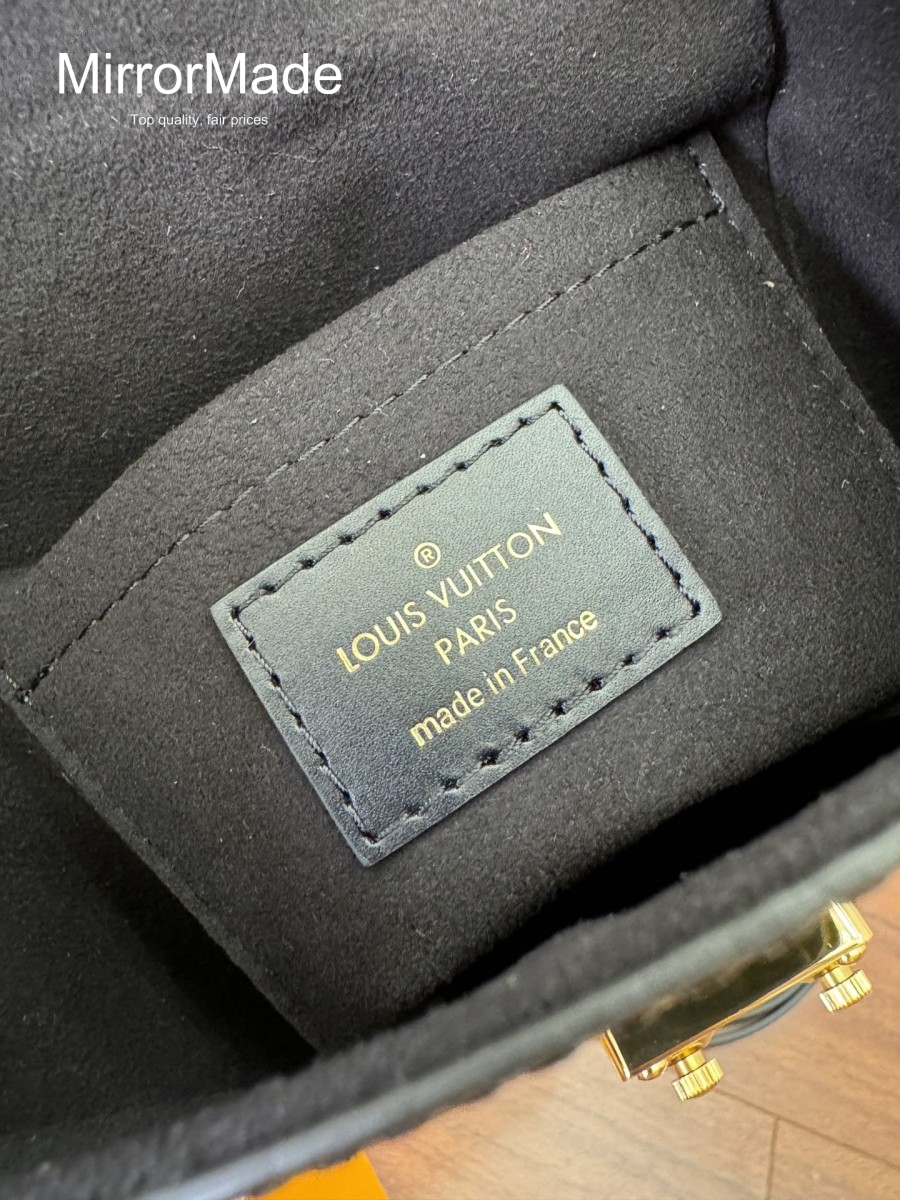 MirrorMade
Top quality, fair prices
®
LOUIS VUITTON
PARIS
made in France